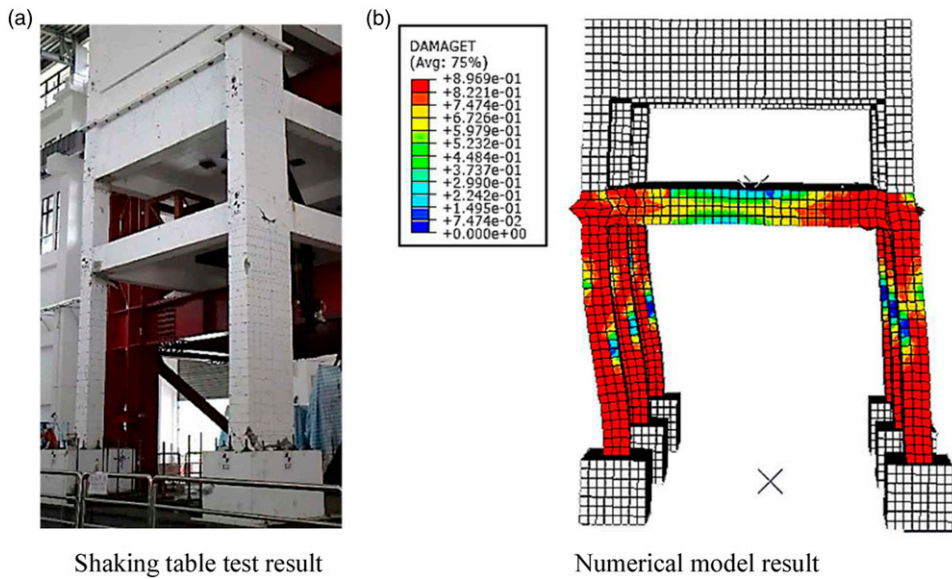 (a)
(b)
DAMAGET
(Avg: 75%)
+8.969e-01
+8.221e-01
+7.474e-01
+6.726e-01
+5.979e-01
+5.232e-01
+4.484e-01
+3.737e-01
+2.990e-01
+2.242e-01
+1.495e-01
+7.474e-02
+0.000e+00
Shaking table test result
Numerical model result